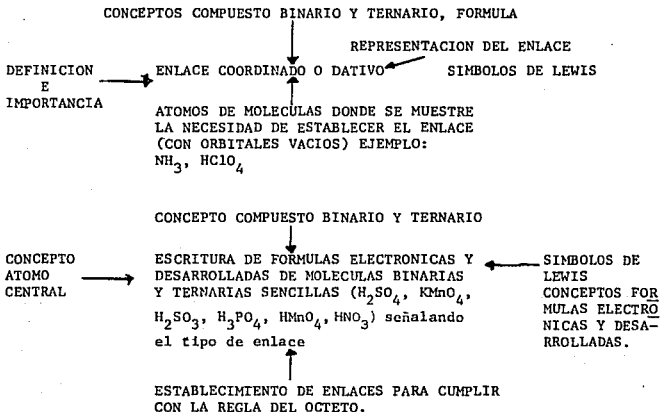 CONCEPTOS COMPUESTO BINARIO Y TERNARIO, FORMULA
REPRESENTACION DEL ENLACE
DEFINICION
E
IMPORTANCIA
ENLACE COORDINADO O DATIVO
SIMBOLOS DE LEWIS
ATOMOS DE MOLECULAS DONDE SE MUESTRE
LA NECESIDAD DE ESTABLECER EL ENLACE
(CON ORBITALES VACIOS) EJEMPLO:
NH3, HClO4
CONCEPTO COMPUESTO BINARIO Y TERNARIO
CONCEPTO
ATOMO
CENTRAL
ESCRITURA DE FORMULAS ELECTRONICAS Y
DESARROLLADAS DE MOLECULAS BINARIAS
Y TERNARIAS SENCILLAS (H2SO4, KMnO4,
H2SO3, H3PO4, HMnO4, HNO3) señalando
el tipo de enlace
SIMBOLOS DE
LEWIS
CONCEPTOS FOR
MULAS ELECTRO
NICAS Y DESA-
RROLLADAS.
ESTABLECIMIENTO DE ENLACES PARA CUMPLIR
CON LA REGLA DEL OCTETO.